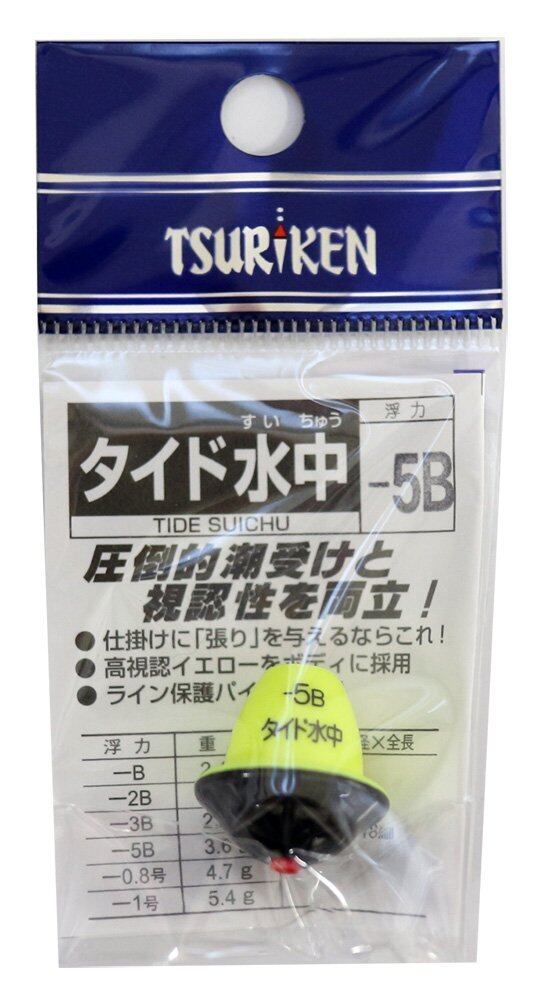 TSURiKEN
すい ちゅう
浮 力
タイド水中
-5B
TIDE SUICHU
圧倒的潮受けと
視認性を両立！
● 仕掛けに「張り」を与えるならこれ！
● 高視認イエローをボディに採用
● ライン保護パイ
-5B
タイド水中
浮 力 重 径×全長
―B
―2B
―3B
―5B 3.6
―0.8号 4.7 g
―1号 5.4 g